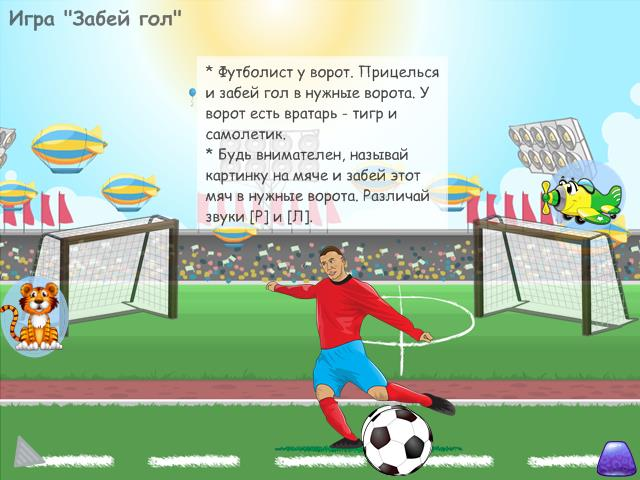 Игра "Забей гол"
* Футболист у ворот. Прицелься
и забей гол в нужные ворота. У
ворот есть вратарь - тигр и
самолетик.
* Будь внимателен, называй
картинку на мяче и забей этот
мяч в нужные ворота. Различай
звуки [Р] и [Л].